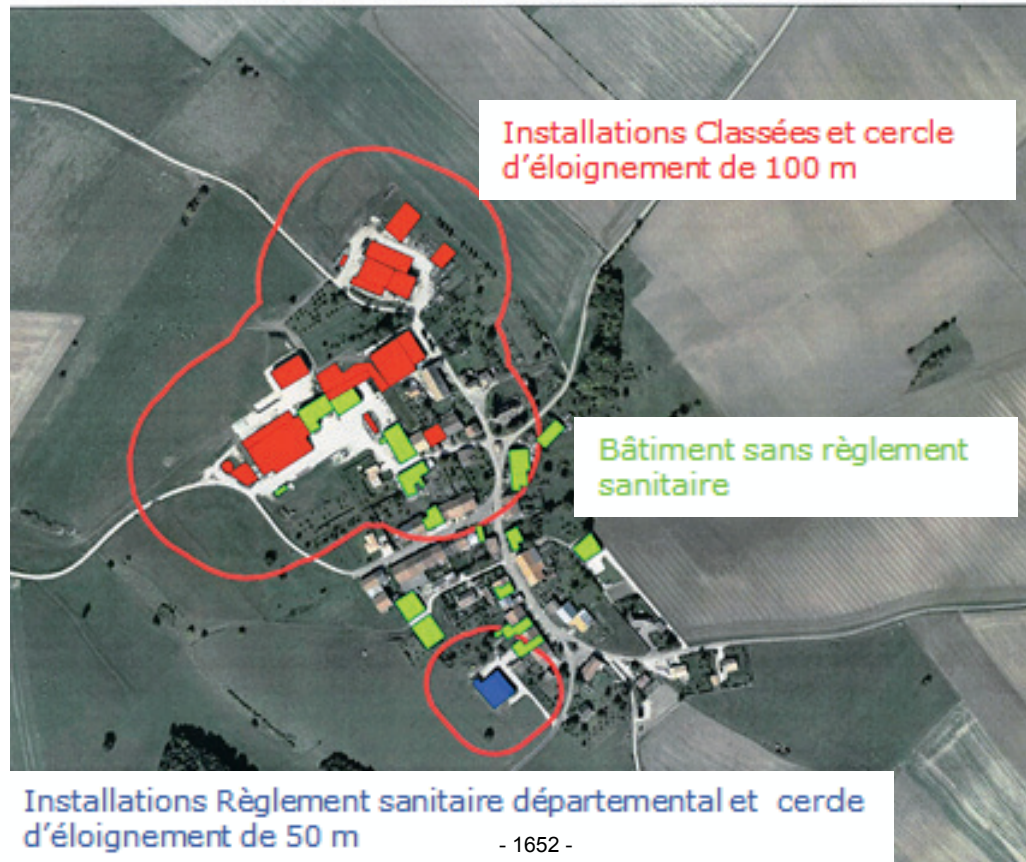 Installations Classées et cercle
d'éloignement de 100 m
Bâtiment sans règlement
sanitaire
Installations Règlement sanitaire départemental et cercle
d'éloignement de 50 m
- 1652 -